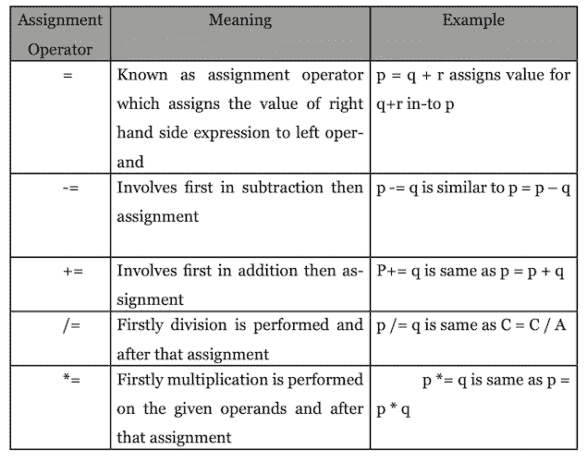 Assignment Operator
Meaning
Example
=
Known as assignment operator
which assigns the value of right
hand side expression to left oper-
and
p = q + r assigns value for
q+r in-to p
-=
Involves first in subtraction then
assignment
p -= q is similar to p = p – q
+=
Involves first in addition then as-
signment
P+= q is same as p = p + q
/=
Firstly division is performed and
after that assignment
p /= q is same as C = C / A
*=
Firstly multiplication is performed
on the given operands and after
that assignment
p *= q is same as p =
p * q